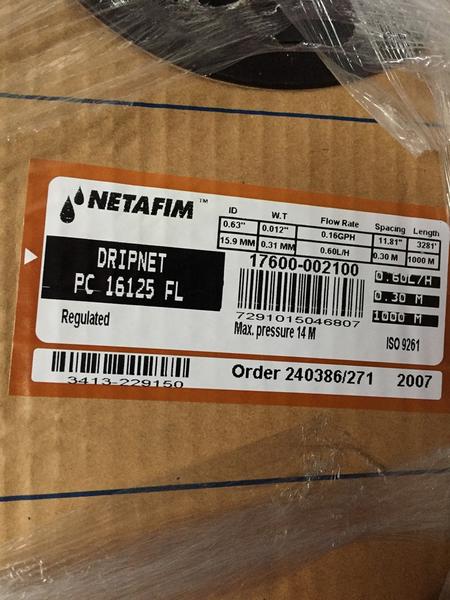 NETAFIM™
DRIPNET
PC 16125 FL
Regulated
ID W.T Flow Rate Spacing Length
0.63" 0.012" 0.16GPH 11.81" 3281'
15.9 MM 0.31 MM 0.60L/H 0.30 M 1000 M
17600-002100
7291015046807
Max. pressure 14 M
0.60L/H
0.30 M
1000 M
ISO 9261
3413-229150
Order 240386/271 2007